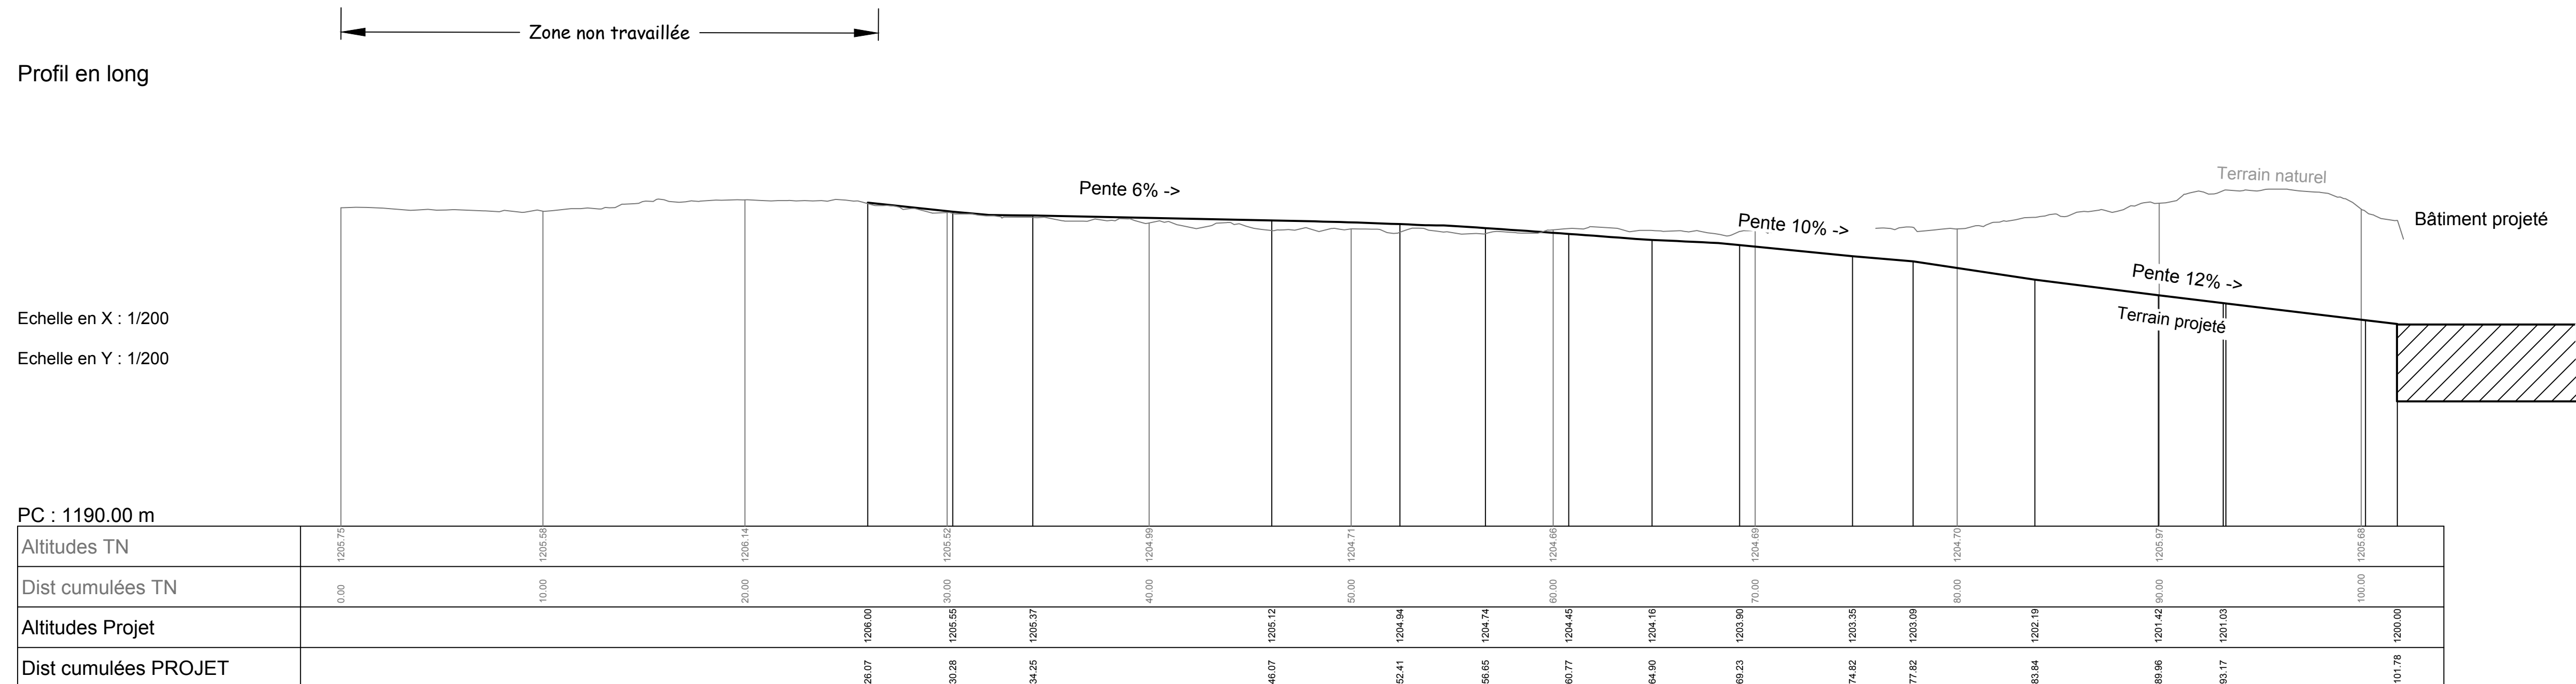 Zone non travaillée
Profil en long
Terrain naturel
Pente 6% ->
Pente 10% ->
Bâtiment projeté
Pente 12% ->
Terrain projeté
Echelle en X : 1/200
Echelle en Y : 1/200
PC : 1190.00 m
Altitudes TN 1205.75 1205.58 1206.14 1205.52 1204.99 1204.71 1204.66 1204.69 1204.70 1205.97 1205.68
Dist cumulées TN 0.00 10.00 20.00 30.00 40.00 50.00 60.00 70.00 80.00 90.00 100.00
Altitudes Projet 1206.00 1205.55 1205.37 1205.12 1204.94 1204.74 1204.45 1204.16 1203.90 1203.35 1203.09 1202.19 1201.42 1201.03 1200.00
Dist cumulées PROJET 26.07 30.28 34.25 46.07 52.41 56.65 60.77 64.90 69.23 74.82 77.82 83.84 89.96 93.17 101.78